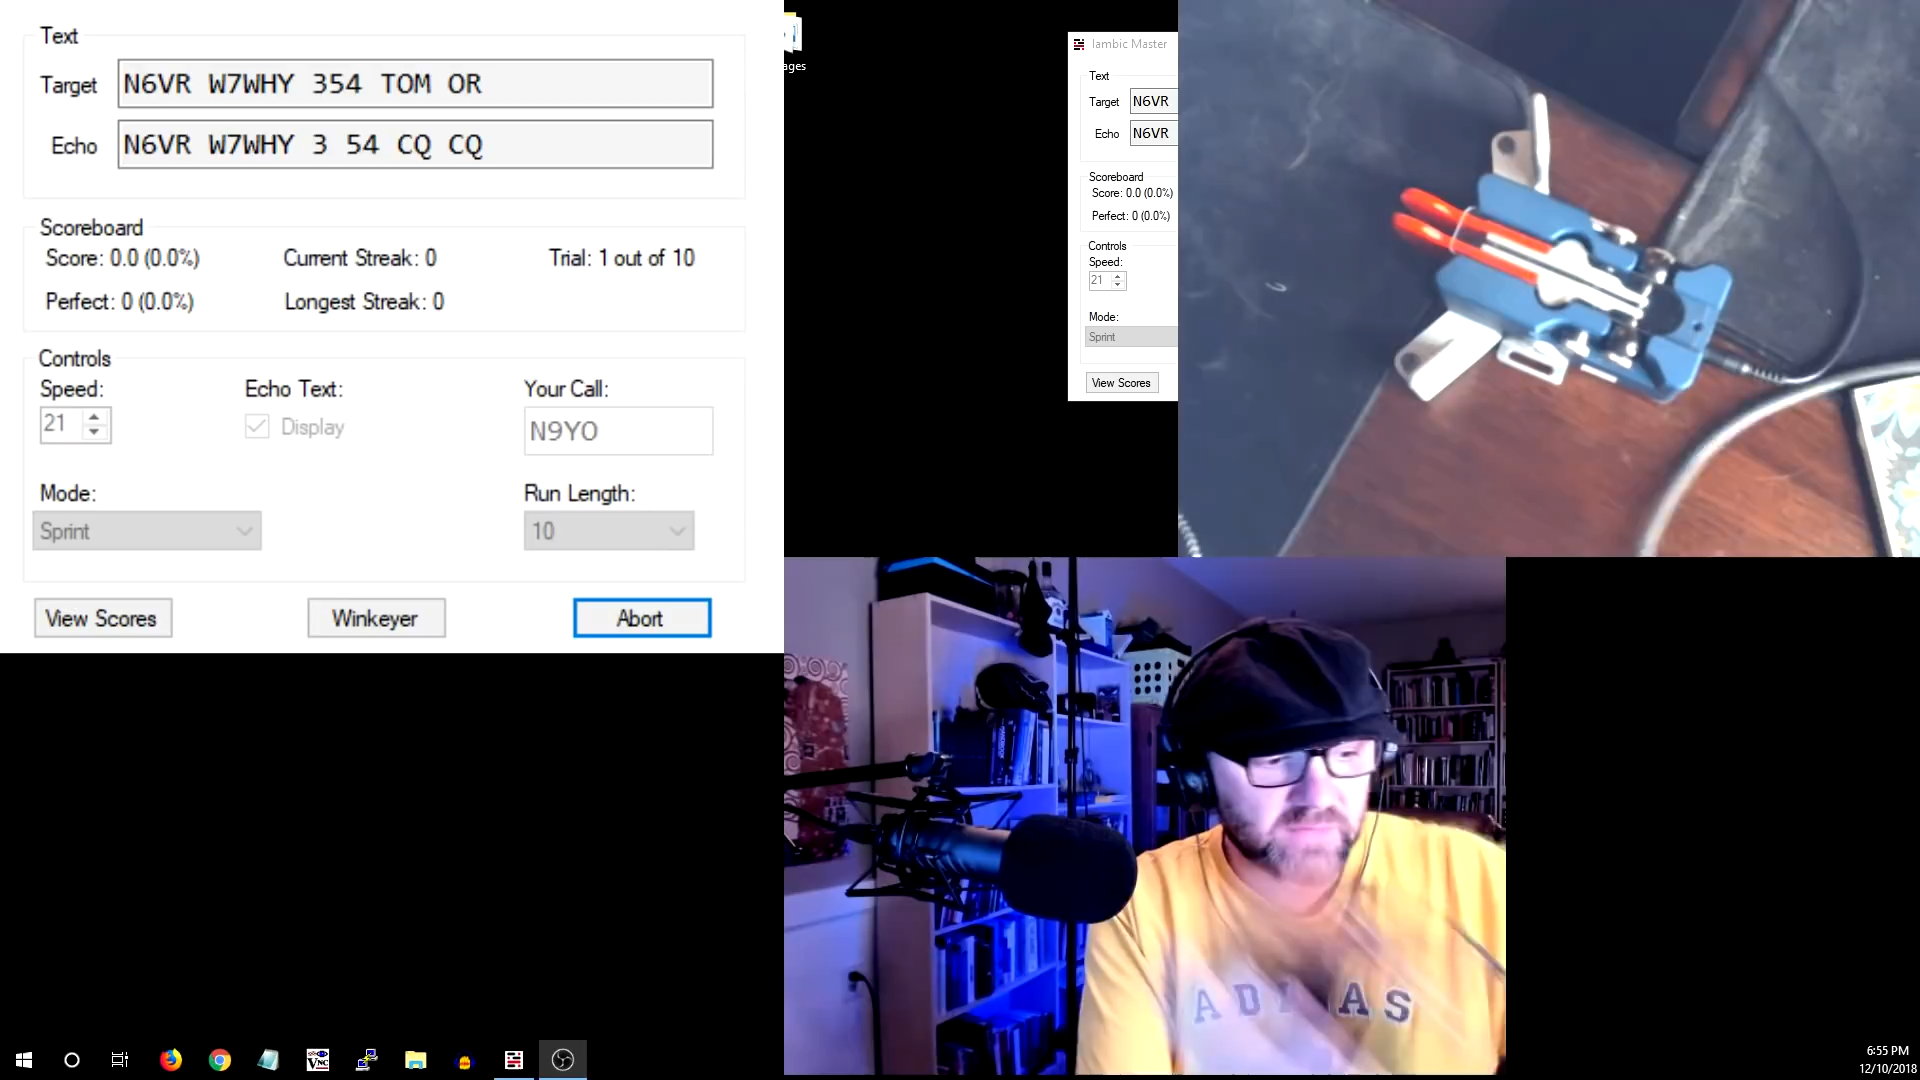 Text
Target N6VR W7WHY 354 TOM OR
Echo N6VR W7WHY 3 54 CQ CQ
Scoreboard
Score: 0.0 (0.0%) Current Streak: 0 Trial: 1 out of 10
Perfect: 0 (0.0%) Longest Streak: 0
Controls
Speed: Echo Text: Your Call:
21 Display N9YO
Mode: Run Length:
Sprint 10
View Scores Winkeyer Abort
ages
Iambic Master
Text
Target N6VR
Echo N6VR
Scoreboard
Score: 0.0 (0.0%)
Perfect: 0 (0.0%)
Controls
Speed:
21
Mode:
Sprint
View Scores
VNC
6:55 PM
12/10/2018